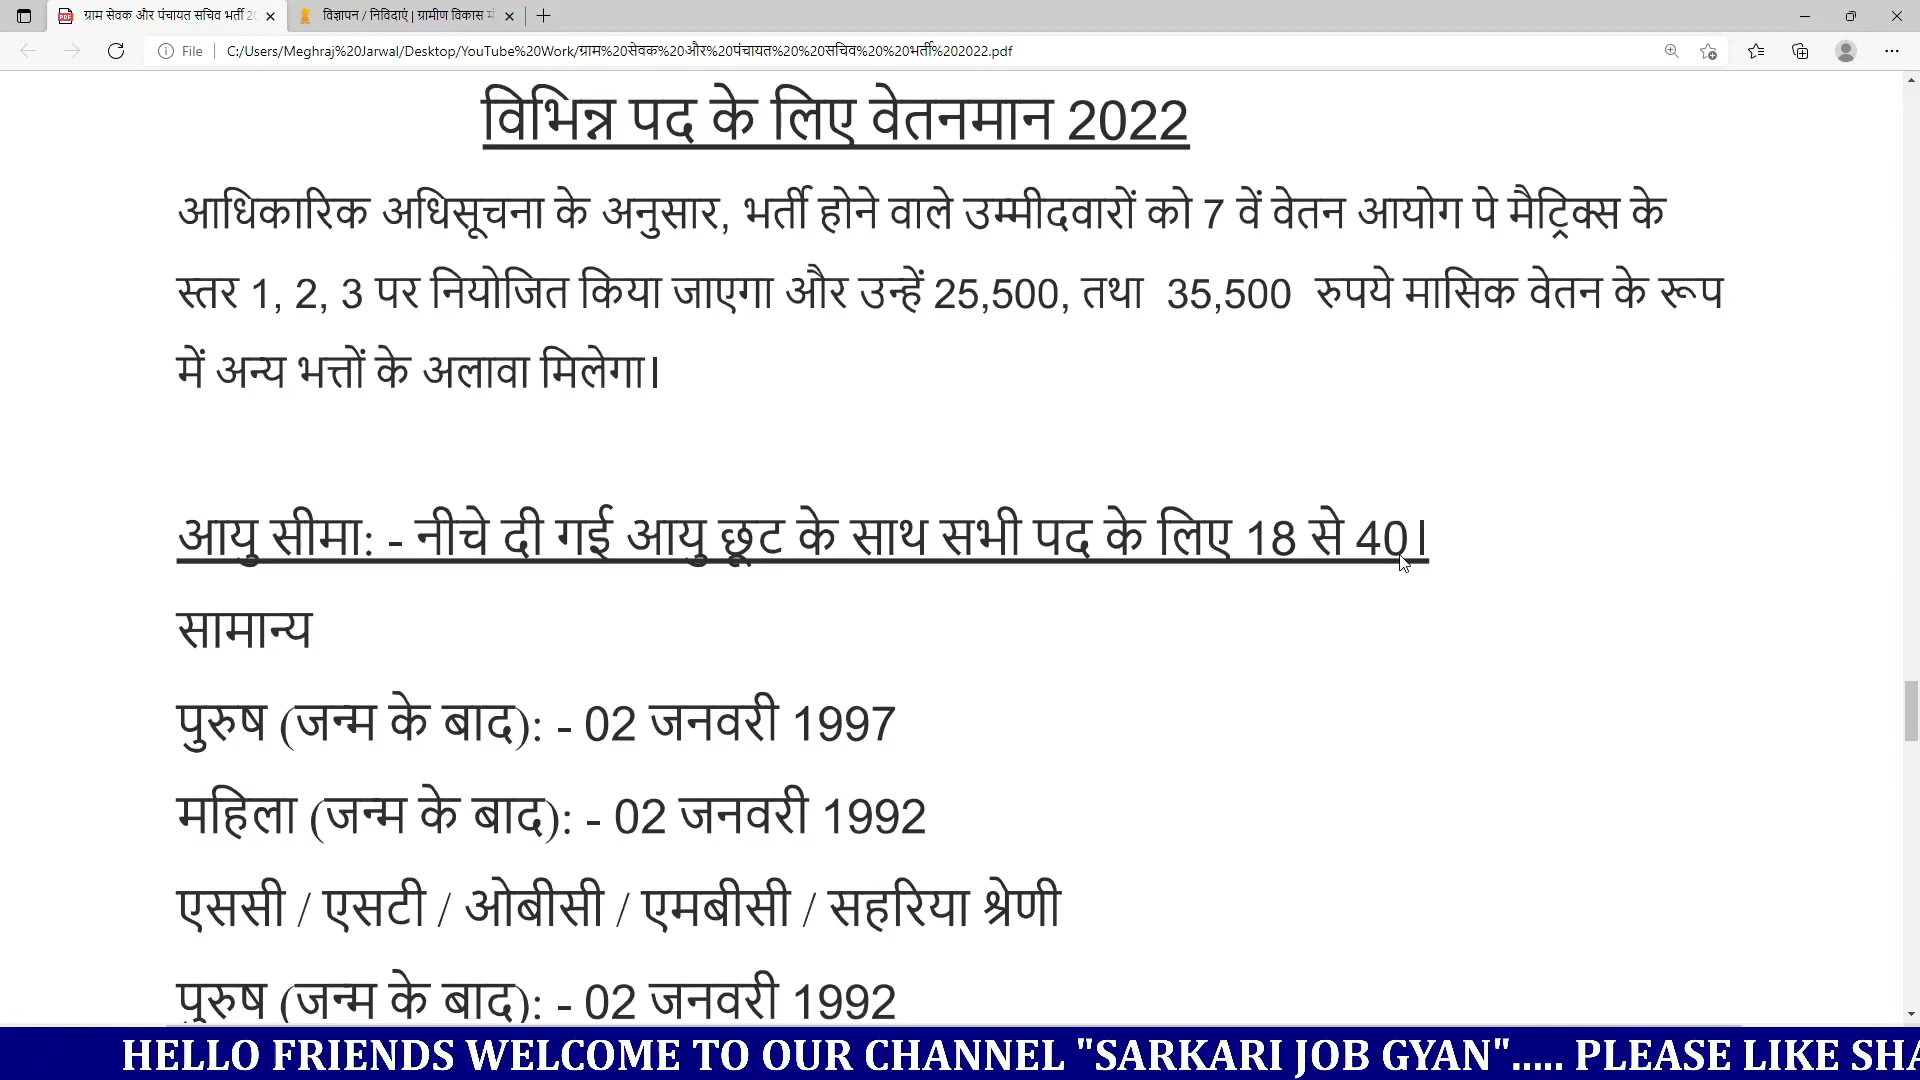 ग्राम सेवक और पंचायत सचिव भर्ती 20
विज्ञापन / निविदाएं | ग्रामीण विकास मं
File
C:/Users/Meghraj%20Jarwal/Desktop/YouTube%20Work/ग्राम%20सेवक%20और%20पंचायत%20%20सचिव%20%20भर्ती%202022.pdf
विभिन्न पद के लिए वेतनमान 2022
आधिकारिक अधिसूचना के अनुसार, भर्ती होने वाले उम्मीदवारों को 7 वें वेतन आयोग पे मैट्रिक्स के
स्तर 1, 2, 3 पर नियोजित किया जाएगा और उन्हें 25,500, तथा 35,500 रुपये मासिक वेतन के रूप
में अन्य भत्तों के अलावा मिलेगा।
आयु सीमा: - नीचे दी गई आयु छूट के साथ सभी पद के लिए 18 से 40।
सामान्य
पुरुष (जन्म के बाद): - 02 जनवरी 1997
महिला (जन्म के बाद): - 02 जनवरी 1992
एससी / एसटी / ओबीसी / एमबीसी / सहरिया श्रेणी
पुरुष (जन्म के बाद): - 02 जनवरी 1992
HELLO FRIENDS WELCOME TO OUR CHANNEL "SARKARI JOB GYAN"..... PLEASE LIKE SHA